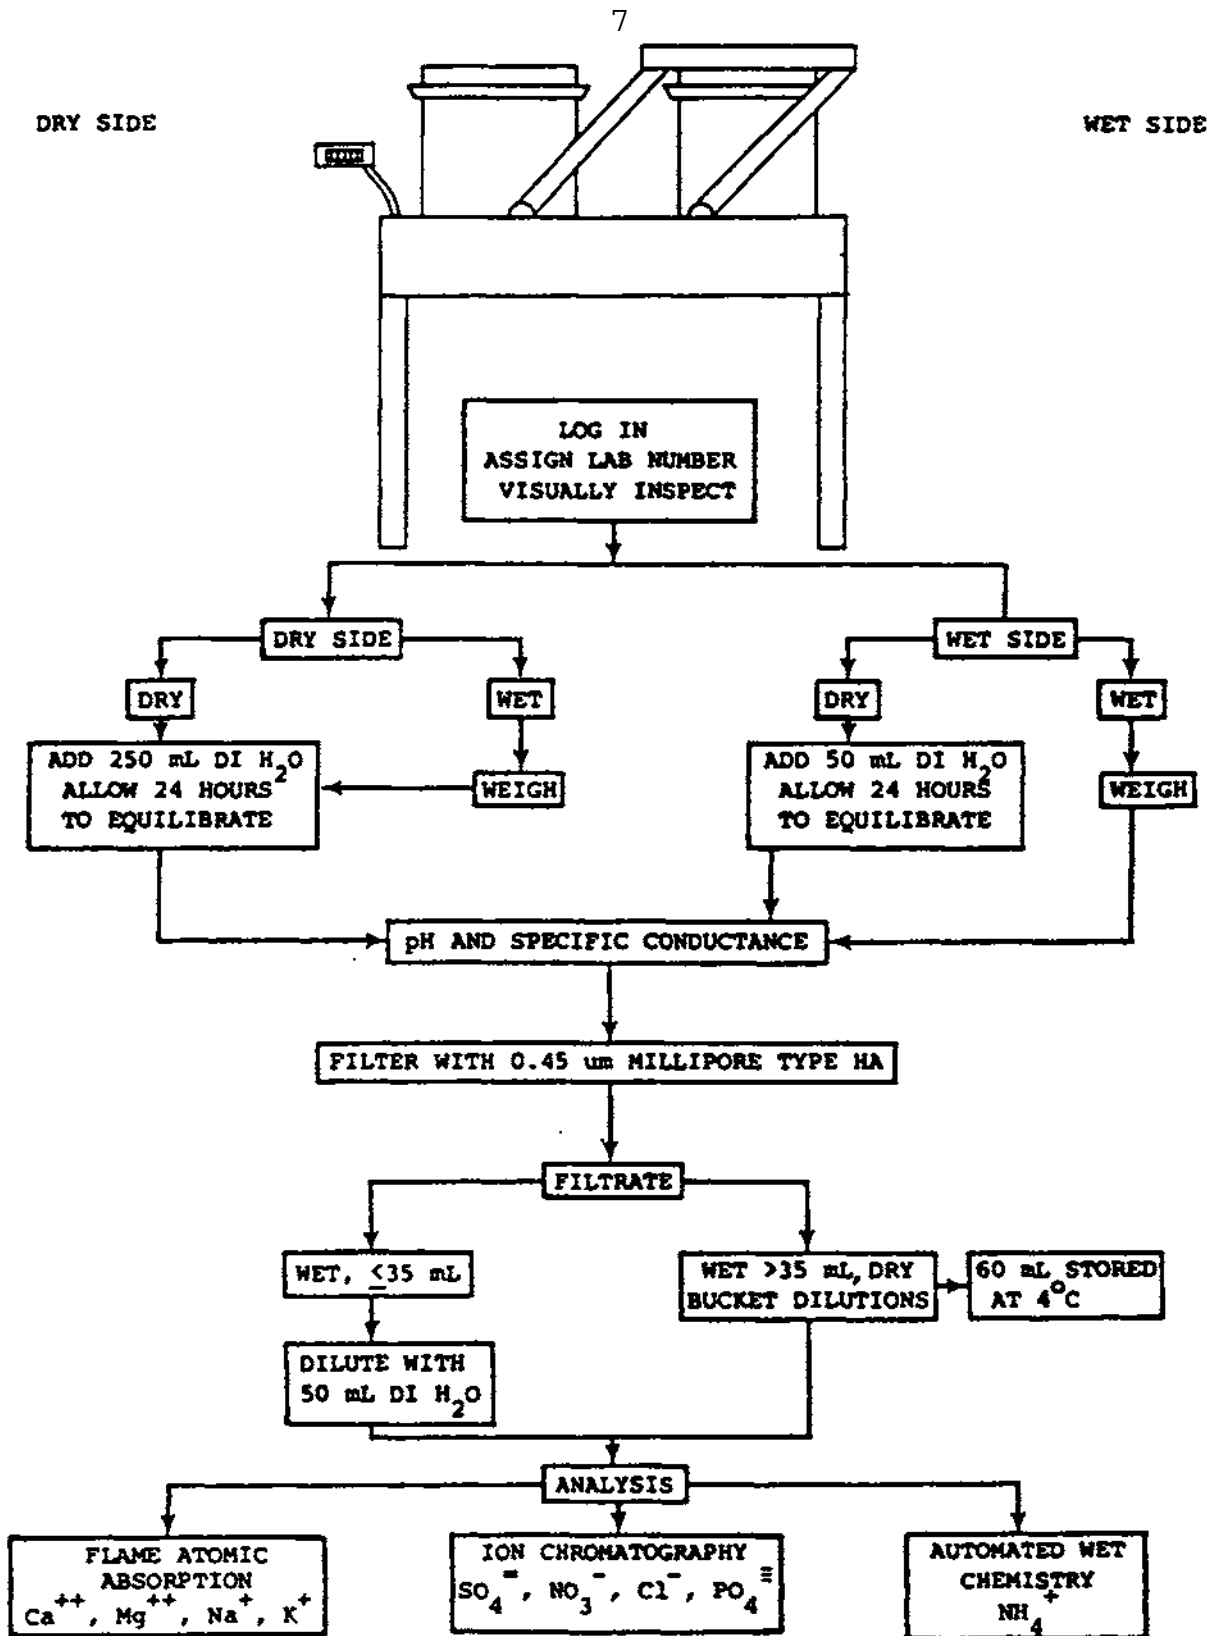 7
DRY SIDE
WET SIDE
LOG IN
ASSIGN LAB NUMBER
VISUALLY INSPECT
DRY SIDE
WET SIDE
DRY
WET
DRY
WET
ADD 250 mL DI H2O
ALLOW 24 HOURS
TO EQUILIBRATE
WEIGH
ADD 50 mL DI H2O
ALLOW 24 HOURS
TO EQUILIBRATE
WEIGH
pH AND SPECIFIC CONDUCTANCE
FILTER WITH 0.45 um MILLIPORE TYPE HA
FILTRATE
WET, ≤35 mL
WET >35 mL, DRY
BUCKET DILUTIONS
60 mL STORED
AT 4°C
DILUTE WITH
50 mL DI H2O
ANALYSIS
FLAME ATOMIC
ABSORPTION
Ca++, Mg++, Na+, K+
ION CHROMATOGRAPHY
SO4=, NO3-, Cl-, PO4≡
AUTOMATED WET
CHEMISTRY
NH4+